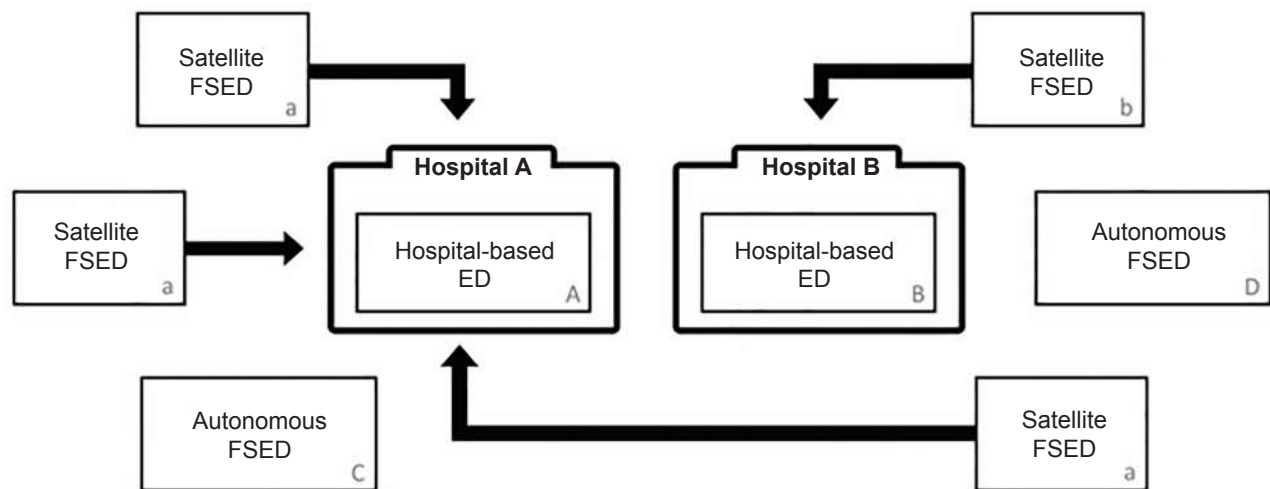 Satellite
FSED
a
Satellite
FSED
b
Hospital A
Hospital B
Satellite
FSED
a
Hospital-based
ED
A
Hospital-based
ED
B
Autonomous
FSED
D
Autonomous
FSED
C
Satellite
FSED
a